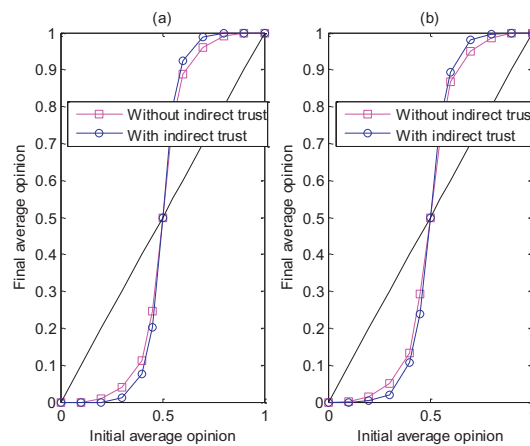 (a)
1
0.9
0.8
0.7
0.6
0.5
0.4
0.3
0.2
0.1
0
Final average opinion
Without indirect trust
With indirect trust
0 0.5 1
Initial average opinion
(b)
1
0.9
0.8
0.7
0.6
0.5
0.4
0.3
0.2
0.1
0
Final average opinion
Without indirect trust
With indirect trust
0 0.5
Initial average opinion